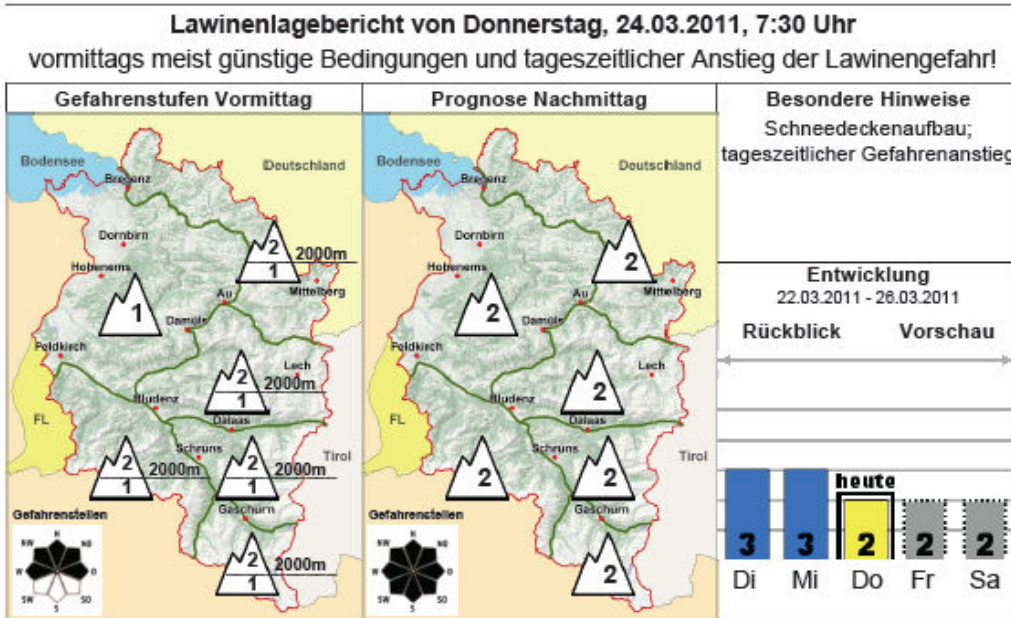 Lawinenlagebericht von Donnerstag, 24.03.2011, 7:30 Uhr
vormittags meist günstige Bedingungen und tageszeitlicher Anstieg der Lawinengefahr!
Gefahrenstufen Vormittag
Bodensee
Deutschland
Bregenz
Dornbirn
2
1
2000m
Hohenems
Mittelberg
1
Au
Damüls
Feldkirch
Lech
2
1
2000m
Bludenz
FL
Dalaas
Schruns
Tirol
2
1
2000m
2
1
2000m
Gaschurn
Gefahrenstellen
N
NW
NO
W
O
SW
SO
S
2
1
2000m
Prognose Nachmittag
Bodensee
Deutschland
Bregenz
Dornbirn
2
Hohenems
Mittelberg
2
Au
Damüls
Feldkirch
Lech
2
Bludenz
FL
Dalaas
Schruns
Tirol
2
2
Gaschurn
Gefahrenstellen
N
NW
NO
W
O
SW
SO
S
2
Besondere Hinweise
Schneedeckenaufbau;
tageszeitlicher Gefahrenanstieg
Entwicklung
22.03.2011 - 26.03.2011
Rückblick Vorschau
heute
3 3 2 2 2
Di Mi Do Fr Sa